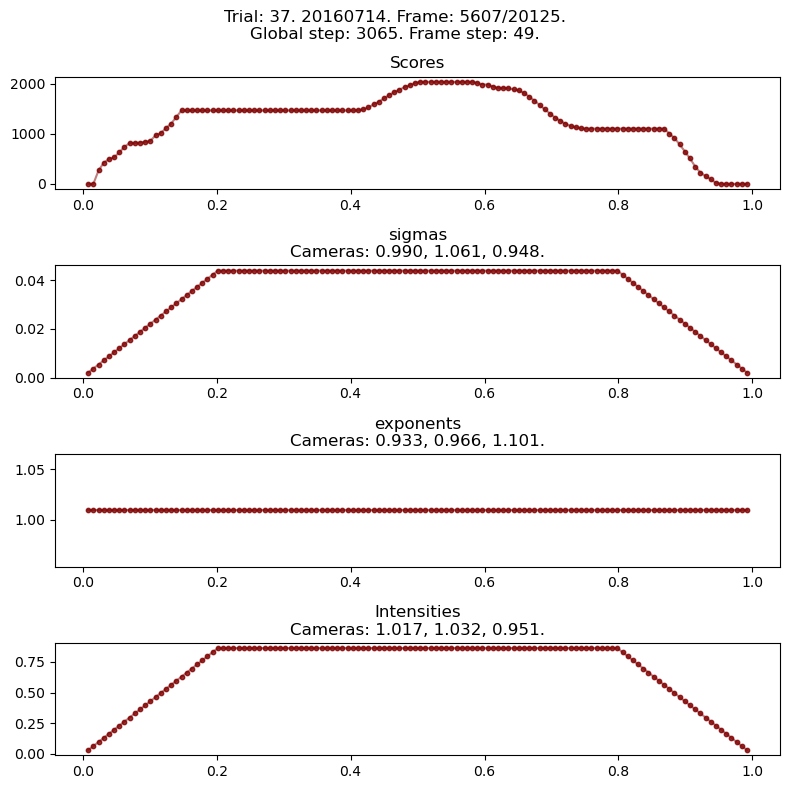 Trial: 37. 20160714. Frame: 5607/20125.
Global step: 3065. Frame step: 49.
Scores
2000
1000
0
0.0 0.2 0.4 0.6 0.8 1.0
sigmas
Cameras: 0.990, 1.061, 0.948.
0.04
0.02
0.00
0.0 0.2 0.4 0.6 0.8 1.0
exponents
Cameras: 0.933, 0.966, 1.101.
1.05
1.00
0.0 0.2 0.4 0.6 0.8 1.0
Intensities
Cameras: 1.017, 1.032, 0.951.
0.75
0.50
0.25
0.00
0.0 0.2 0.4 0.6 0.8 1.0